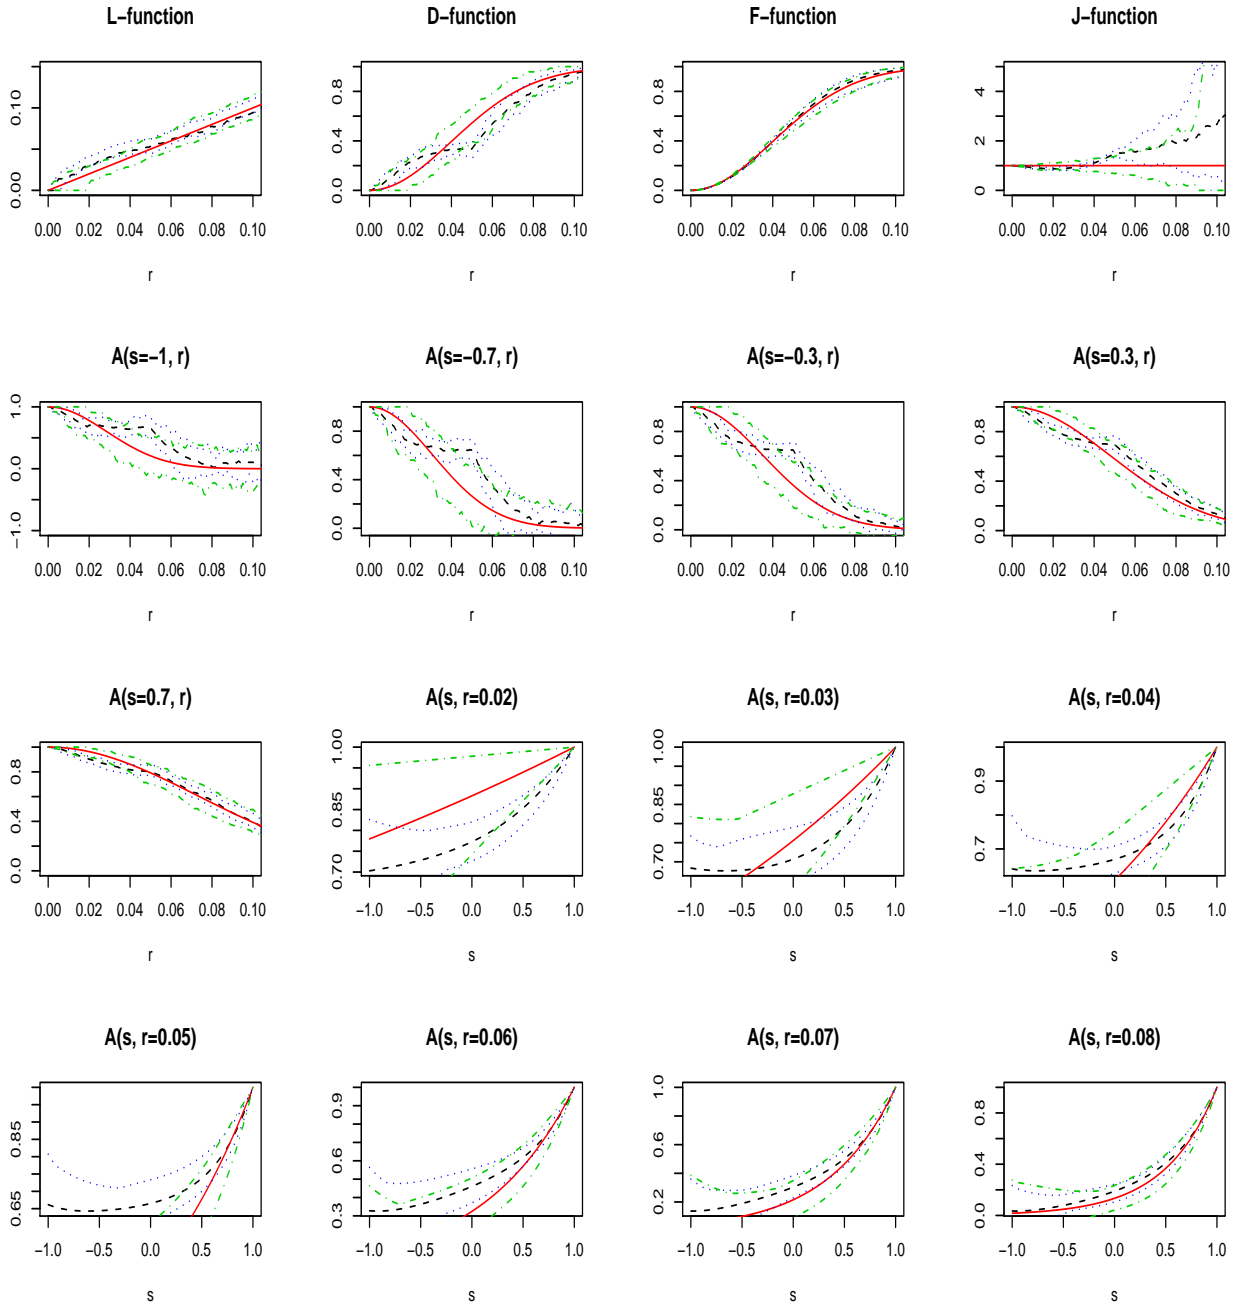 L−function
D−function
F−function
J−function
0.00 0.10
0.0 0.4 0.8
0.0 0.4 0.8
0 2 4
0.00 0.02 0.04 0.06 0.08 0.10
0.00 0.02 0.04 0.06 0.08 0.10
0.00 0.02 0.04 0.06 0.08 0.10
0.00 0.02 0.04 0.06 0.08 0.10
r
r
r
r
A(s=−1, r)
A(s=−0.7, r)
A(s=−0.3, r)
A(s=0.3, r)
−1.0 0.0 1.0
0.0 0.4 0.8
0.0 0.4 0.8
0.0 0.4 0.8
0.00 0.02 0.04 0.06 0.08 0.10
0.00 0.02 0.04 0.06 0.08 0.10
0.00 0.02 0.04 0.06 0.08 0.10
0.00 0.02 0.04 0.06 0.08 0.10
r
r
r
r
A(s=0.7, r)
A(s, r=0.02)
A(s, r=0.03)
A(s, r=0.04)
0.0 0.4 0.8
0.70 0.85 1.00
0.70 0.85 1.00
0.7 0.9
0.00 0.02 0.04 0.06 0.08 0.10
−1.0 −0.5 0.0 0.5 1.0
−1.0 −0.5 0.0 0.5 1.0
−1.0 −0.5 0.0 0.5 1.0
r
s
s
s
A(s, r=0.05)
A(s, r=0.06)
A(s, r=0.07)
A(s, r=0.08)
0.65 0.85
0.3 0.6 0.9
0.2 0.6 1.0
0.0 0.4 0.8
−1.0 −0.5 0.0 0.5 1.0
−1.0 −0.5 0.0 0.5 1.0
−1.0 −0.5 0.0 0.5 1.0
−1.0 −0.5 0.0 0.5 1.0
s
s
s
s